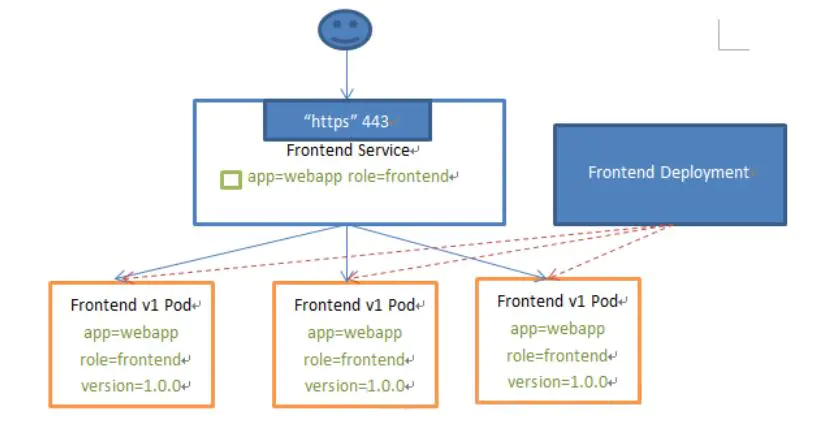 “https” 443
Frontend Service
app=webapp role=frontend
Frontend Deployment
Frontend v1 Pod
app=webapp
role=frontend
version=1.0.0
Frontend v1 Pod
app=webapp
role=frontend
version=1.0.0
Frontend v1 Pod
app=webapp
role=frontend
version=1.0.0